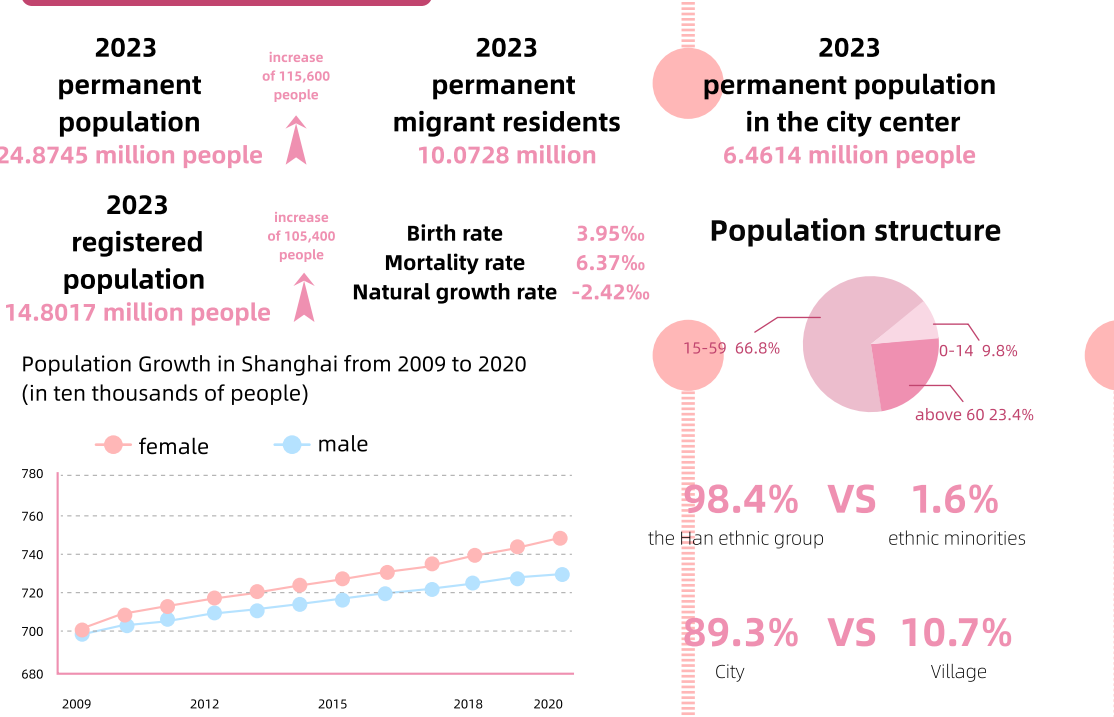 2023
permanent
population
24.8745 million people
increase
of 115,600
people
2023
permanent
migrant residents
10.0728 million
2023
permanent population
in the city center
6.4614 million people
2023
registered
population
14.8017 million people
increase
of 105,400
people
Birth rate 3.95‰
Mortality rate 6.37‰
Natural growth rate -2.42‰
Population structure
15-59 66.8%
0-14 9.8%
above 60 23.4%
Population Growth in Shanghai from 2009 to 2020
(in ten thousands of people)
female male
780
760
740
720
700
680
2009 2012 2015 2018 2020
98.4% VS 1.6%
the Han ethnic group ethnic minorities
89.3% VS 10.7%
City Village